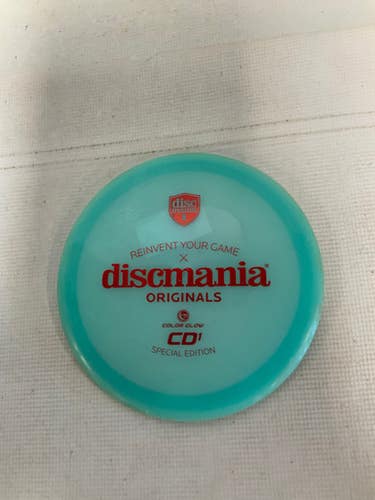 disc
REINVENT YOUR GAME
X
discmania®
ORIGINALS
COLOR GLOW
CD1
SPECIAL EDITION